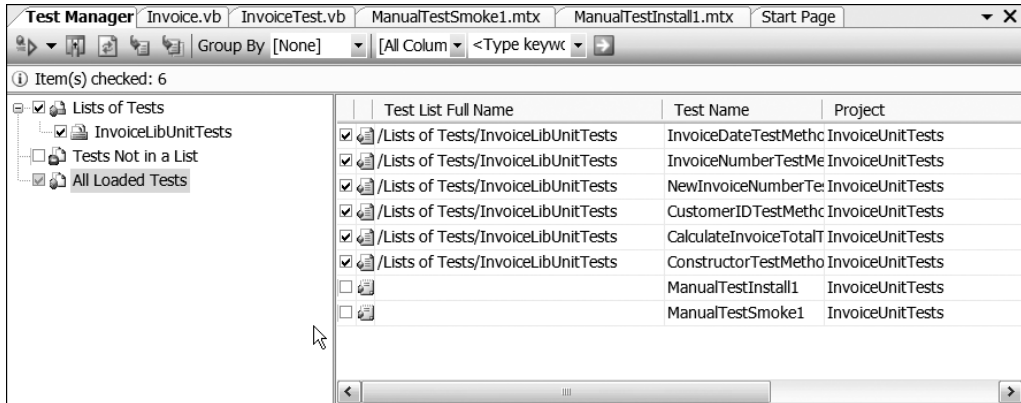 Test Manager Invoice.vb InvoiceTest.vb ManualTestSmoke1.mtx ManualTestInstall1.mtx Start Page
Group By [None] [All Colum <Type keywc
Item(s) checked: 6
Lists of Tests
InvoiceLibUnitTests
Tests Not in a List
All Loaded Tests
Test List Full Name Test Name Project
/Lists of Tests/InvoiceLibUnitTests InvoiceDateTestMethc InvoiceUnitTests
/Lists of Tests/InvoiceLibUnitTests InvoiceNumberTestMe InvoiceUnitTests
/Lists of Tests/InvoiceLibUnitTests NewInvoiceNumberTe: InvoiceUnitTests
/Lists of Tests/InvoiceLibUnitTests CustomerIDTestMethc InvoiceUnitTests
/Lists of Tests/InvoiceLibUnitTests CalculateInvoiceTotalT InvoiceUnitTests
/Lists of Tests/InvoiceLibUnitTests ConstructorTestMetho InvoiceUnitTests
ManualTestInstall1 InvoiceUnitTests
ManualTestSmoke1 InvoiceUnitTests